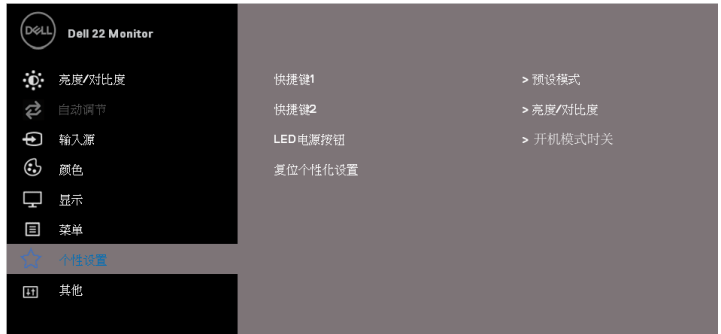 DELL
Dell 22 Monitor
亮度/对比度
自动调节
输入源
颜色
显示
菜单
个性设置
其他
快捷键1 > 预设模式
快捷键2 > 亮度/对比度
LED电源按钮 > 开机模式时关
复位个性化设置